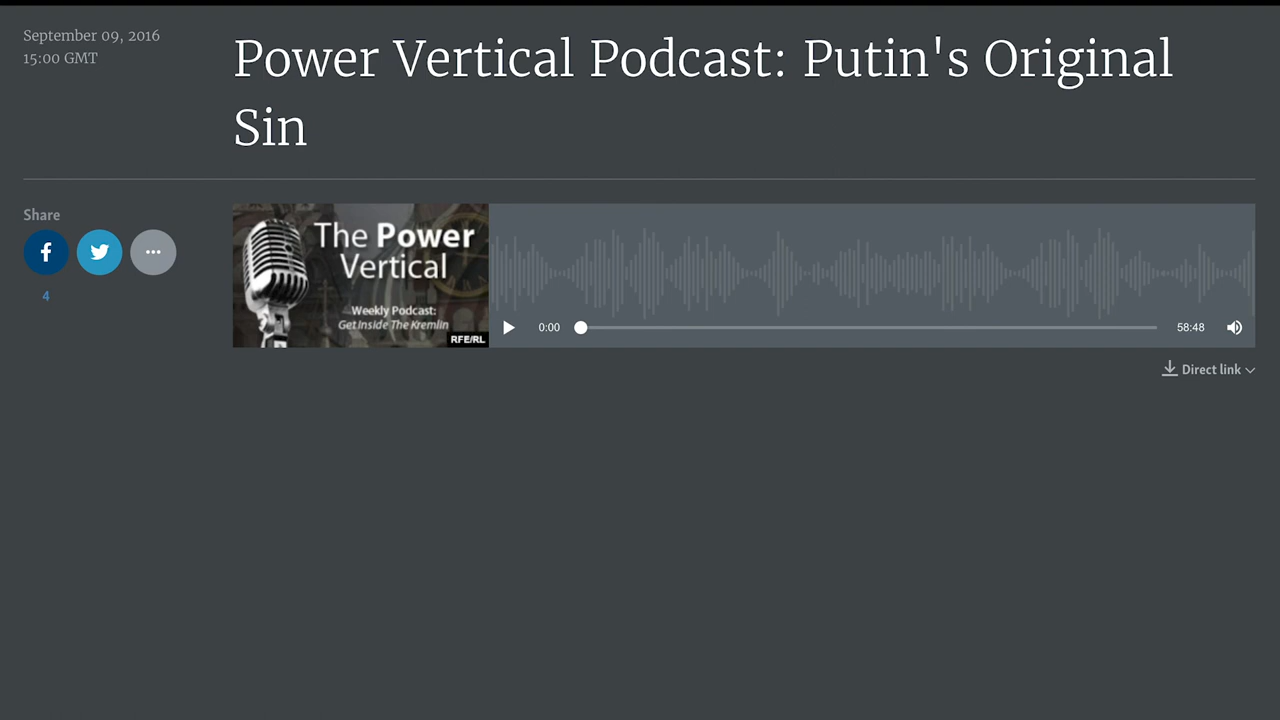 September 09, 2016
15:00 GMT
Power Vertical Podcast: Putin's Original
Sin
Share
4
The Power
Vertical
Weekly Podcast:
Get Inside The Kremlin
RFE/RL
0:00
58:48
Direct link